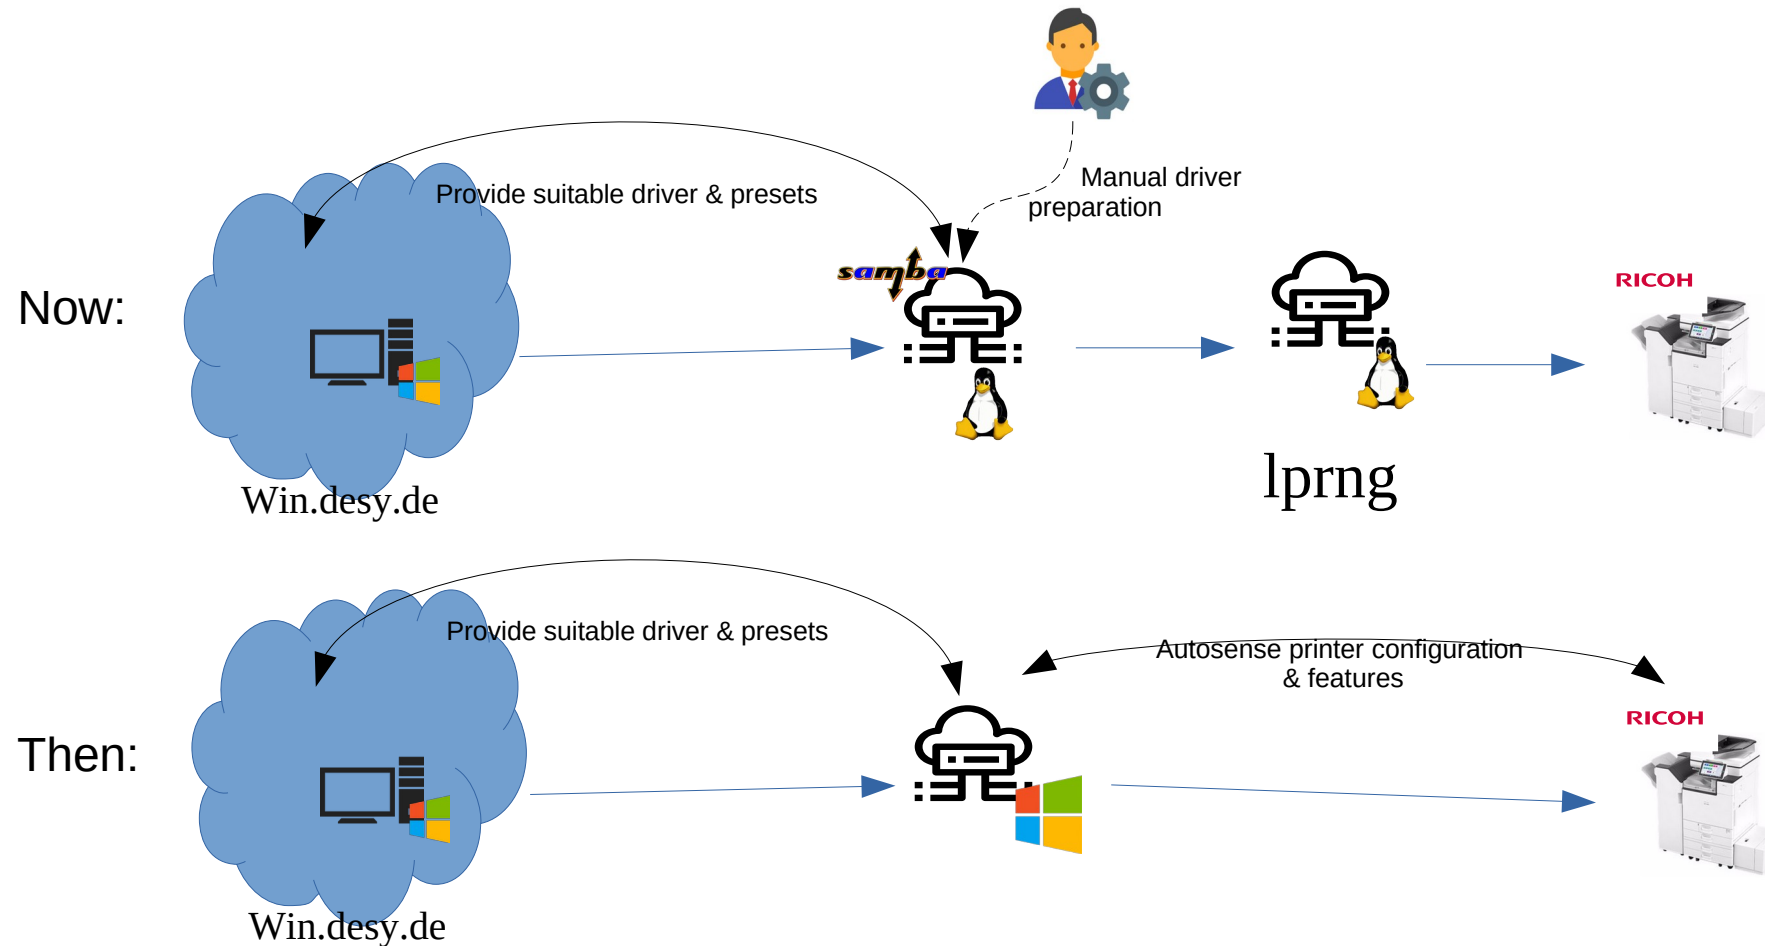 Manual driver
preparation
Provide suitable driver & presets
samba
RICOH
Now:
lprng
Win.desy.de
Provide suitable driver & presets
Autosense printer configuration
& features
RICOH
Then:
Win.desy.de